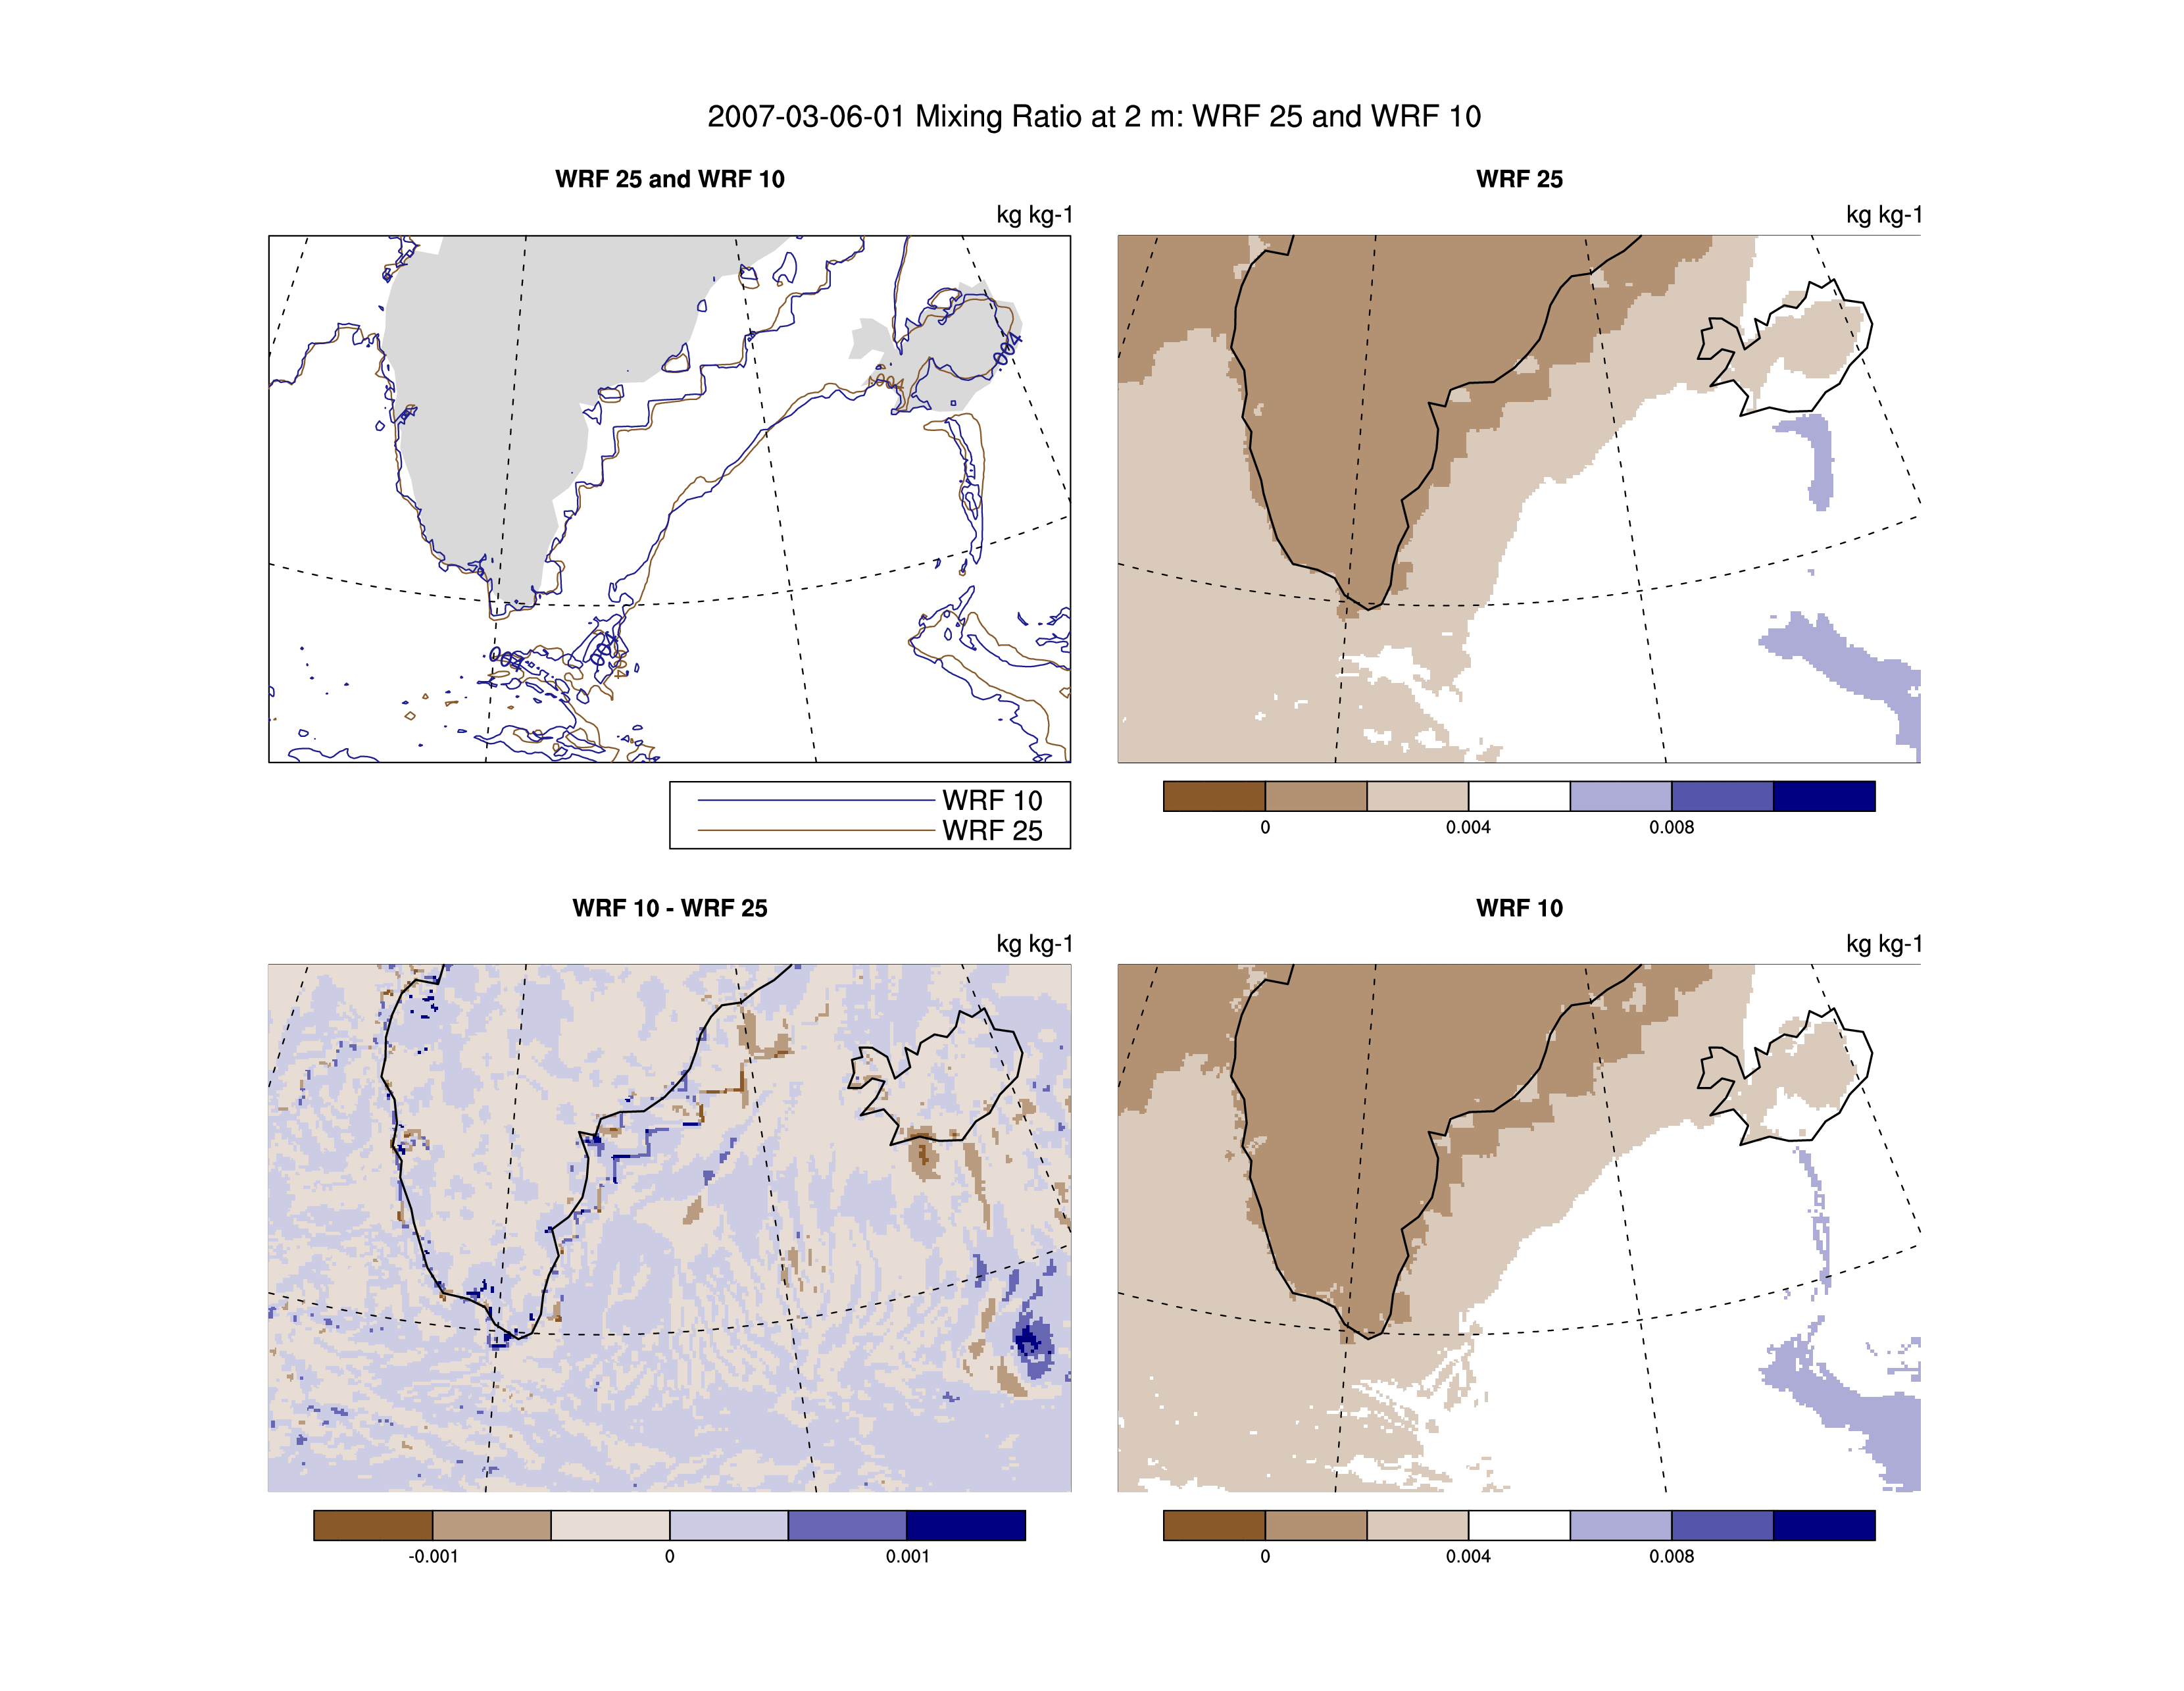 2007-03-06-01 Mixing Ratio at 2 m: WRF 25 and WRF 10
WRF 25 and WRF 10
kg kg-1
.004
.004
.004
.004
.004
WRF 10
WRF 25
WRF 25
kg kg-1
0
0.004
0.008
WRF 10 - WRF 25
kg kg-1
-0.001
0
0.001
WRF 10
kg kg-1
0
0.004
0.008